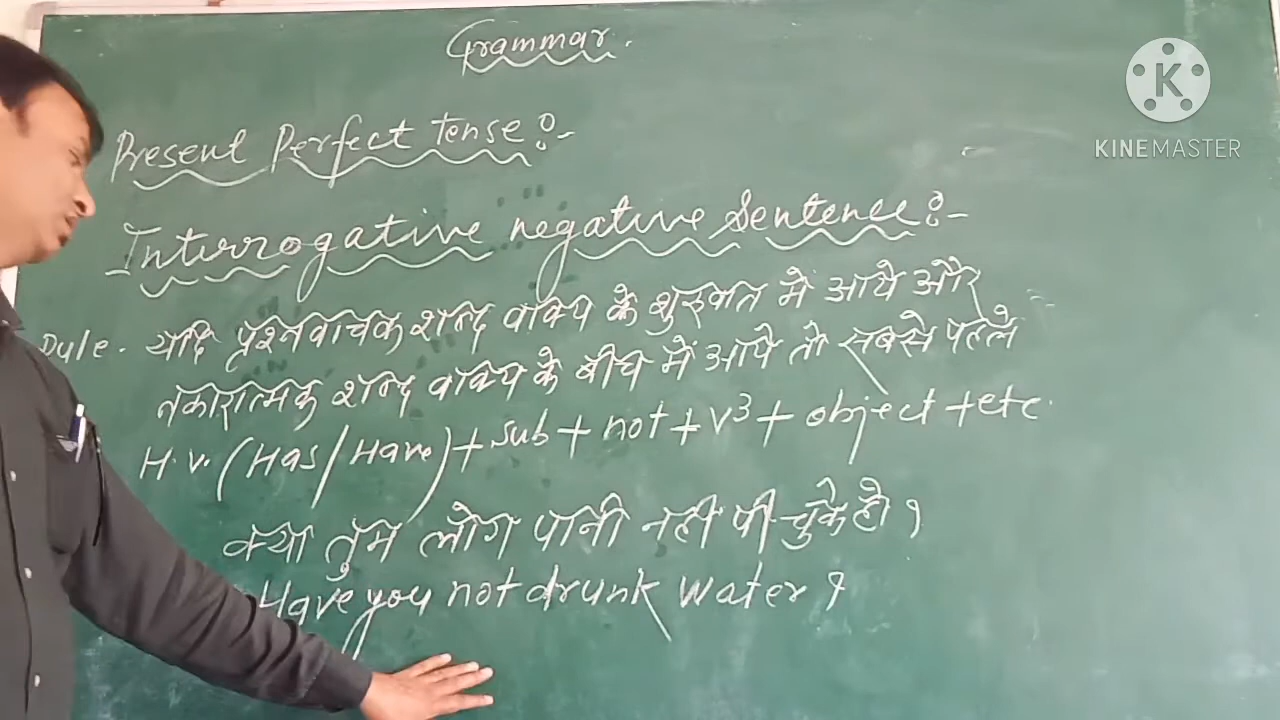 Grammar.
Present Perfect Tense:-
Interrogative negative Sentence:-
Rule. यदि प्रश्नवाचक शब्द वाक्य के शुरुवात में आये और
नकारात्मक शब्द वाक्य के बीच में आये तो सबसे पहले
H.V. (Has/Have) + Sub + not + V³ + object + etc.
क्या तुम लोग पानी नही पी चुके हो ?
Have you not drunk water ?
K
KINEMASTER